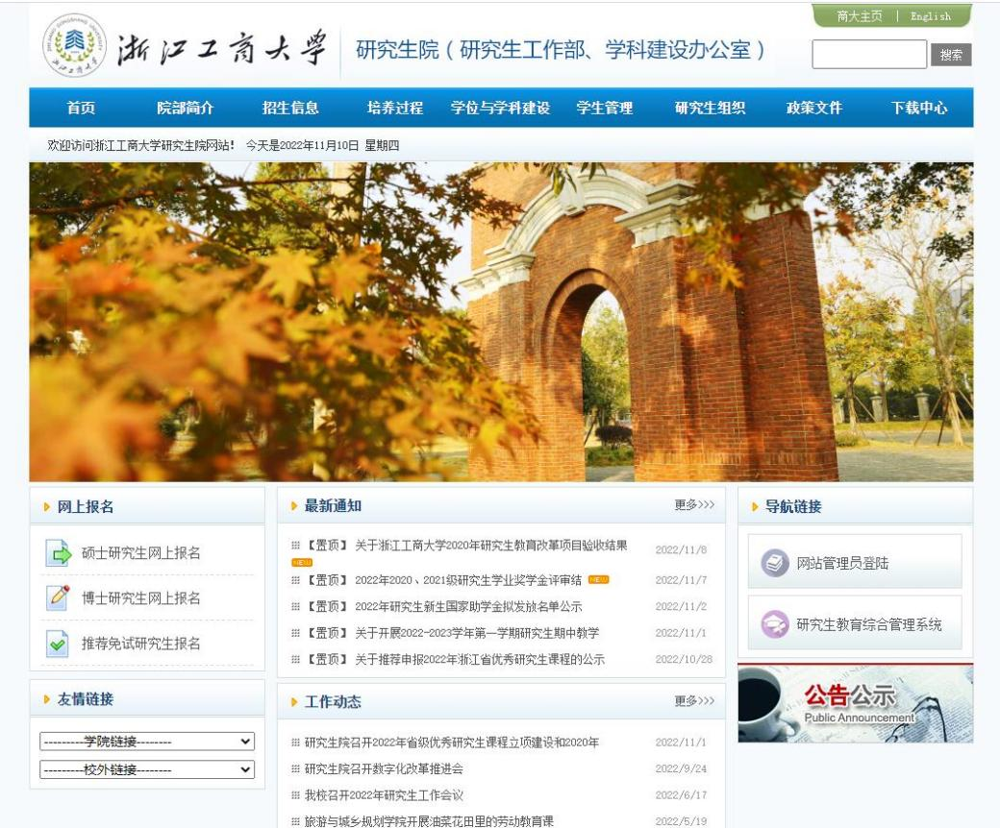 商大主页 | English
浙江工商大学
研究生院（研究生工作部、学科建设办公室）
搜索
首页 院部简介 招生信息 培养过程 学位与学科建设 学生管理 研究生组织 政策文件 下载中心
欢迎访问浙江工商大学研究生院网站！ 今天是2022年11月10日 星期四
网上报名
硕士研究生网上报名
博士研究生网上报名
推荐免试研究生报名
友情链接
---------学院链接--------
---------校外链接--------
最新通知 更多>>>
【置顶】 关于浙江工商大学2020年研究生教育改革项目验收结果 2022/11/8
NEW
【置顶】 2022年2020、2021级研究生学业奖学金评审结 NEW 2022/11/7
【置顶】 2022年研究生新生国家助学金拟发放名单公示 2022/11/2
【置顶】 关于开展2022-2023学年第一学期研究生期中教学 2022/11/1
【置顶】 关于推荐申报2022年浙江省优秀研究生课程的公示 2022/10/28
工作动态 更多>>>
研究生院召开2022年省级优秀研究生课程立项建设和2020年 2022/11/1
研究生院召开数字化改革推进会 2022/9/24
我校召开2022年研究生工作会议 2022/6/17
旅游与城乡规划学院开展油菜花田里的劳动教育课 2022/5/19
导航链接
网站管理员登陆
研究生教育综合管理系统
公告公示
Public Announcement